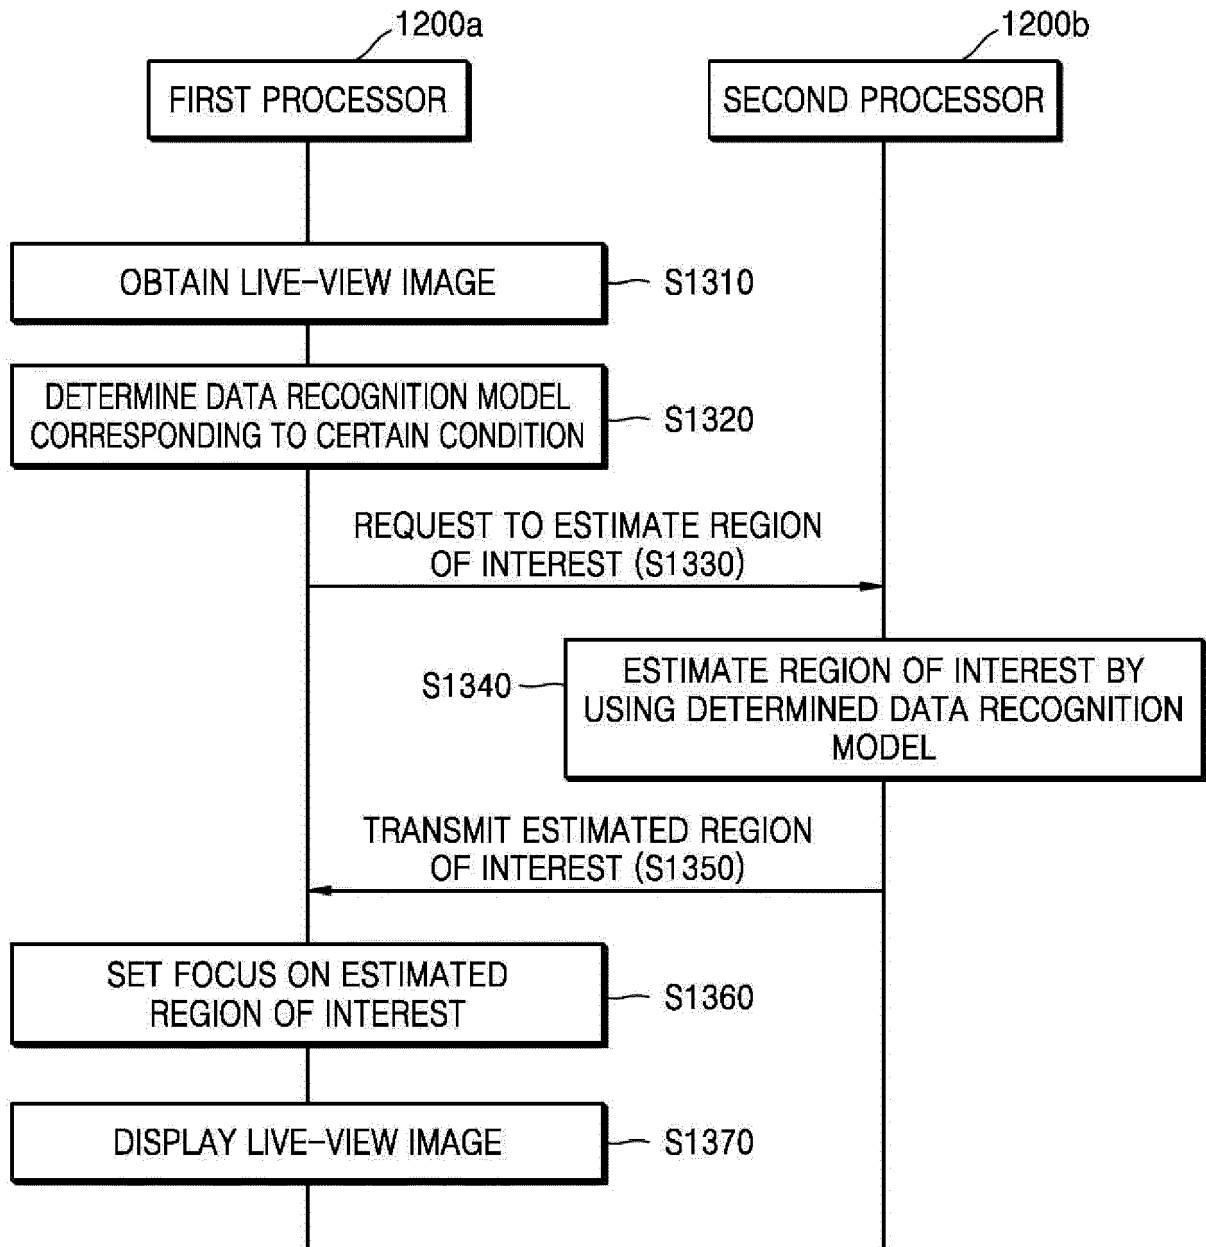 1200a
1200b
FIRST PROCESSOR
SECOND PROCESSOR
OBTAIN LIVE-VIEW IMAGE
S1310
DETERMINE DATA RECOGNITION MODEL
CORRESPONDING TO CERTAIN CONDITION
S1320
REQUEST TO ESTIMATE REGION
OF INTEREST (S1330)
S1340
ESTIMATE REGION OF INTEREST BY
USING DETERMINED DATA RECOGNITION
MODEL
TRANSMIT ESTIMATED REGION
OF INTEREST (S1350)
SET FOCUS ON ESTIMATED
REGION OF INTEREST
S1360
DISPLAY LIVE-VIEW IMAGE
S1370